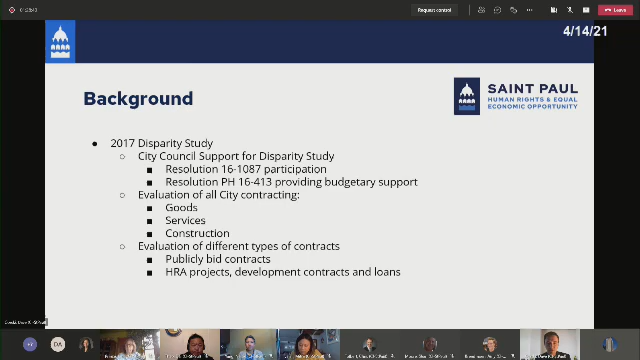 Request control
Leave
4/14/21
SAINT PAUL
HUMAN RIGHTS & EQUAL
ECONOMIC OPPORTUNITY
Background
● 2017 Disparity Study
○ City Council Support for Disparity Study
■ Resolution 16-1087 participation
■ Resolution PH 16-413 providing budgetary support
○ Evaluation of all City contracting:
■ Goods
■ Services
■ Construction
○ Evaluation of different types of contracts
■ Publicly bid contracts
■ HRA projects, development contracts and loans
DA